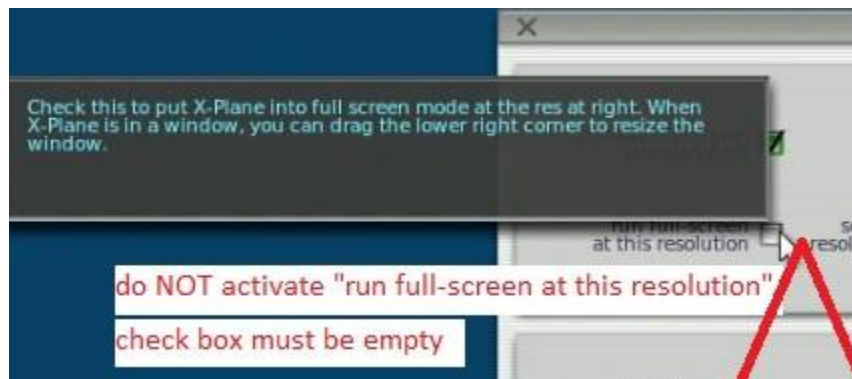 Check this to put X-Plane into full screen mode at the res at right. When
X-Plane is in a window, you can drag the lower right corner to resize the
window.
run full-screen
at this resolution
do NOT activate "run full-screen at this resolution"
check box must be empty